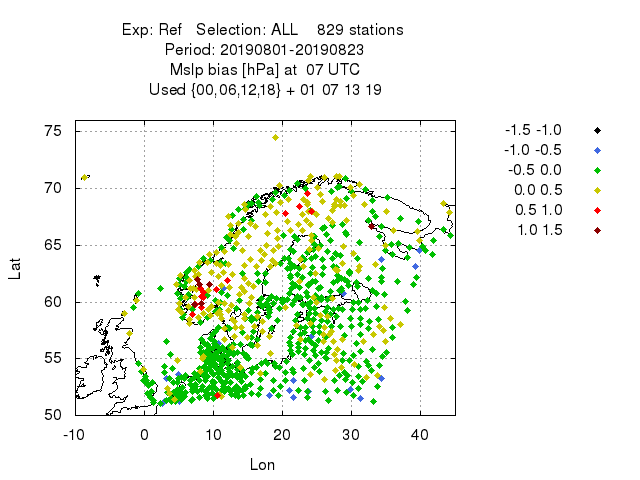 Exp: Ref Selection: ALL 829 stations
Period: 20190801-20190823
Mslp bias [hPa] at 07 UTC
Used {00,06,12,18} + 01 07 13 19
-1.5 -1.0
-1.0 -0.5
-0.5 0.0
0.0 0.5
0.5 1.0
1.0 1.5
75
70
65
60
55
50
Lat
-10 0 10 20 30 40
Lon